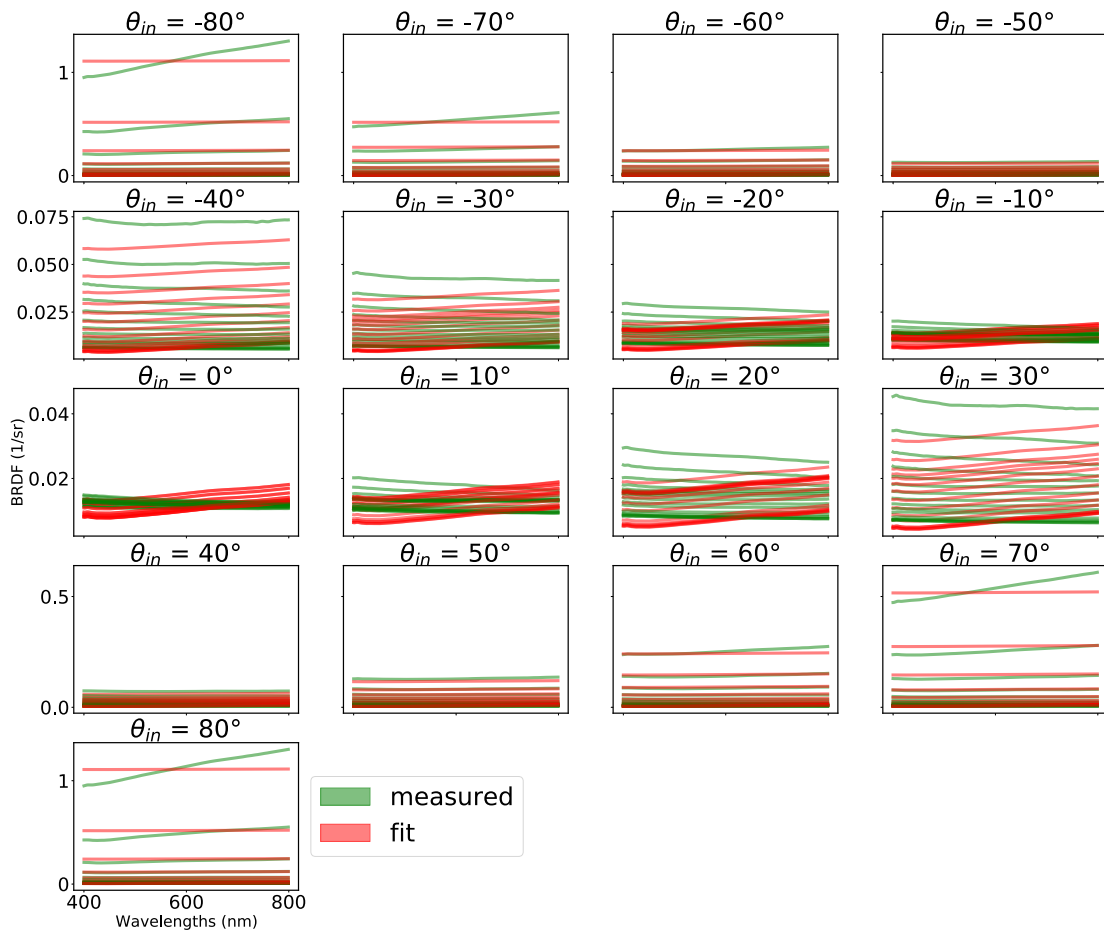 θin = -80° θin = -70° θin = -60° θin = -50°
1
0
θin = -40° θin = -30° θin = -20° θin = -10°
0.075
0.050
0.025
θin = 0° θin = 10° θin = 20° θin = 30°
0.04
0.02
BRDF (1/sr)
θin = 40° θin = 50° θin = 60° θin = 70°
0.5
0.0
θin = 80°
1
0
400 600 800
Wavelengths (nm)
measured
fit